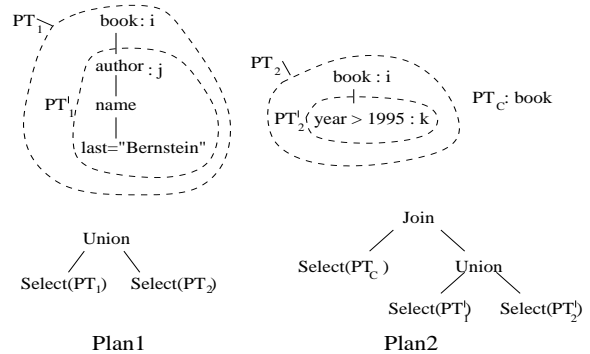 PT1
book: i
author : j
PT'1
name
last="Bernstein"
PT2
book : i
PT'2 year > 1995 : k
PTC: book
Union
Select(PT1) Select(PT2)
Plan1
Join
Select(PTC )
Union
Select(PT'1) Select(PT'2)
Plan2